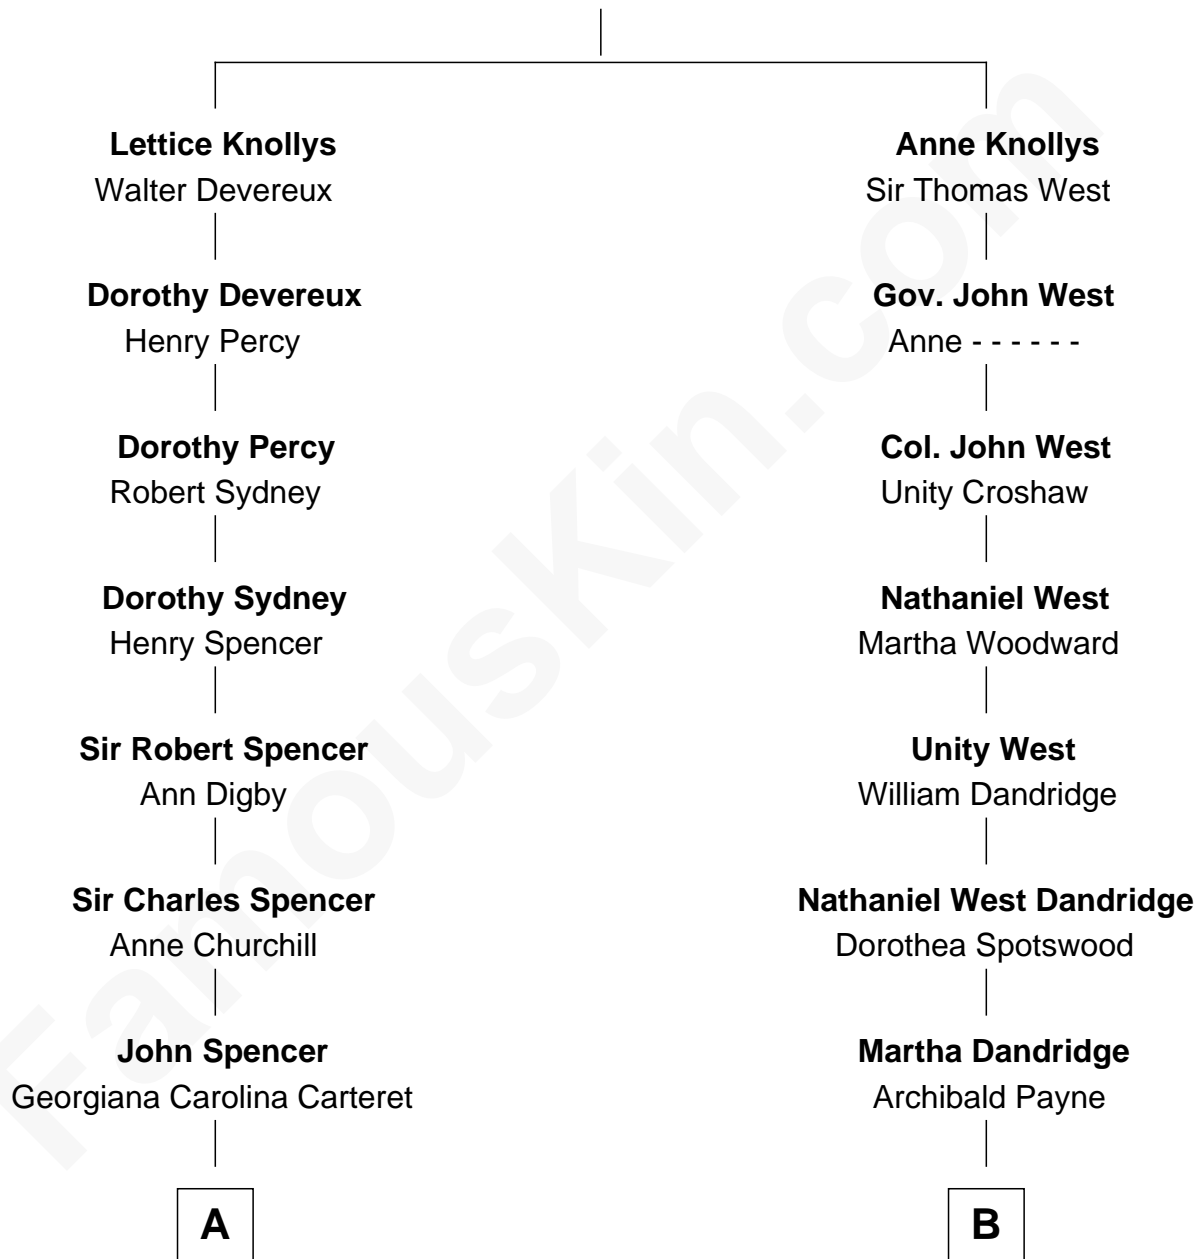 Lettice Knollys
Walter Devereux
Dorothy Devereux
Henry Percy
Dorothy Percy
Robert Sydney
Dorothy Sydney
Henry Spencer
Sir Robert Spencer
Ann Digby
Sir Charles Spencer
Anne Churchill
John Spencer
Georgiana Carolina Carteret
A
Anne Knollys
Sir Thomas West
Gov. John West
Anne - - - - - -
Col. John West
Unity Croshaw
Nathaniel West
Martha Woodward
Unity West
William Dandridge
Nathaniel West Dandridge
Dorothea Spotswood
Martha Dandridge
Archibald Payne
B
FamousKin.com